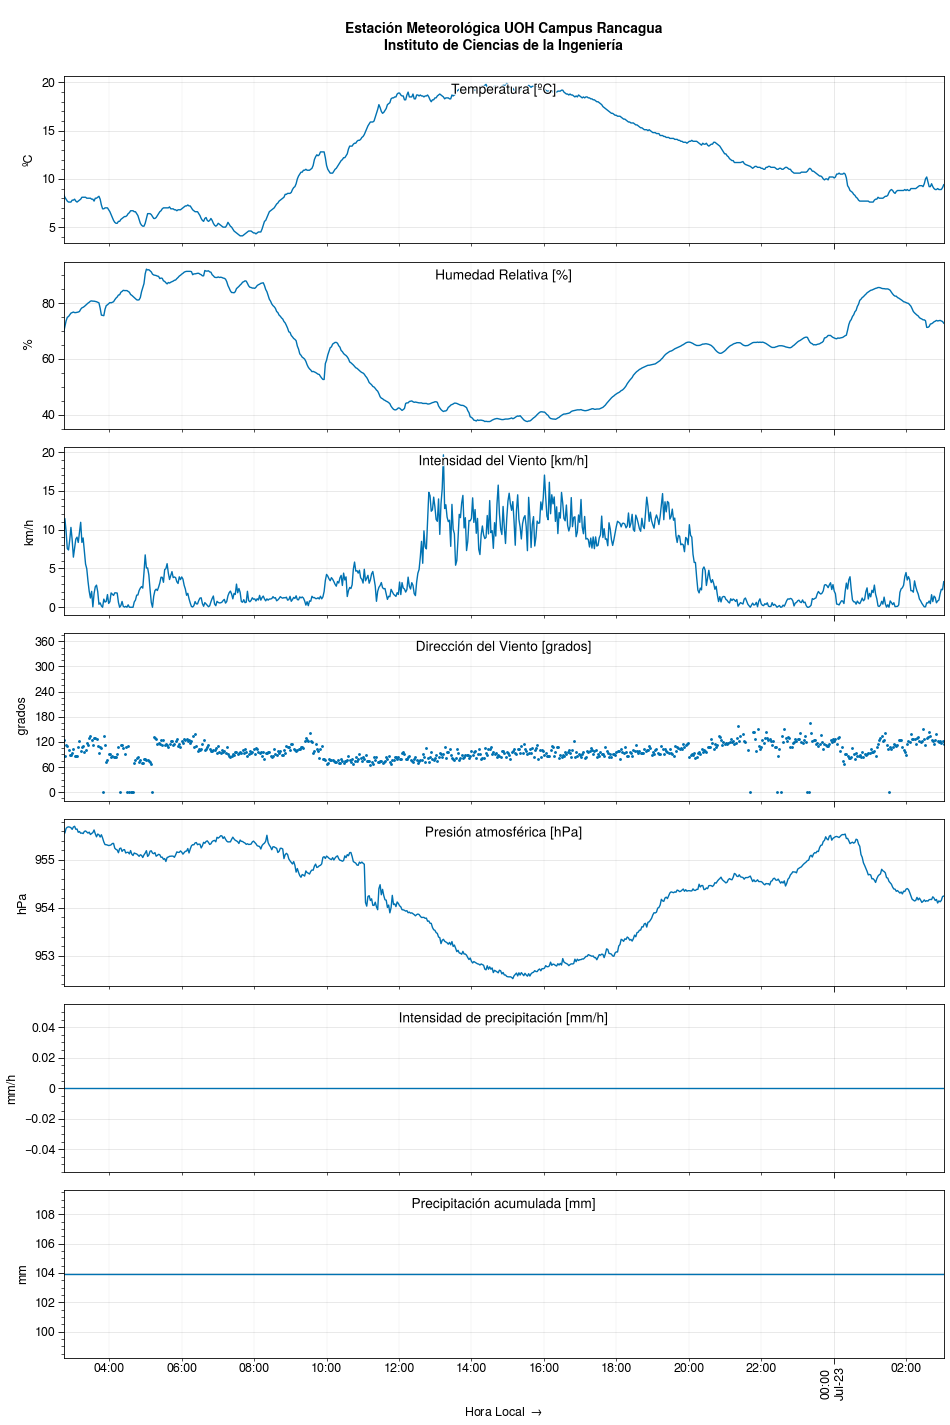 Estación Meteorológica UOH Campus Rancagua
Instituto de Ciencias de la Ingeniería
Temperatura [ºC]
20
15
10
5
ºC
Humedad Relativa [%]
80
60
40
%
Intensidad del Viento [km/h]
20
15
10
5
0
km/h
Dirección del Viento [grados]
360
300
240
180
120
60
0
grados
Presión atmosférica [hPa]
955
954
953
hPa
Intensidad de precipitación [mm/h]
0.04
0.02
0
−0.02
−0.04
mm/h
Precipitación acumulada [mm]
108
106
104
102
100
mm
04:00 06:00 08:00 10:00 12:00 14:00 16:00 18:00 20:00 22:00 00:00 02:00
Jul-23
Hora Local →